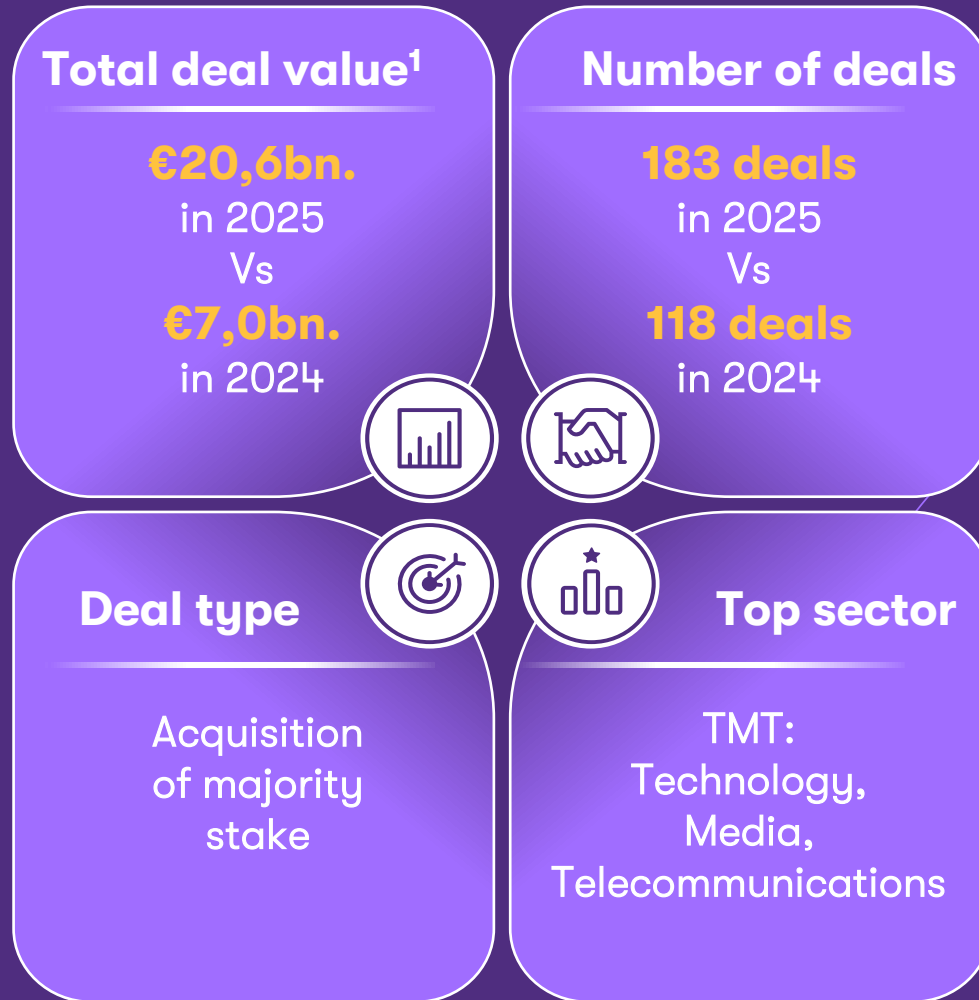 Total deal value¹
€20,6bn.
in 2025
Vs
€7,0bn.
in 2024
Number of deals
183 deals
in 2025
Vs
118 deals
in 2024
Deal type
Acquisition
of majority
stake
Top sector
TMT:
Technology,
Media,
Telecommunications